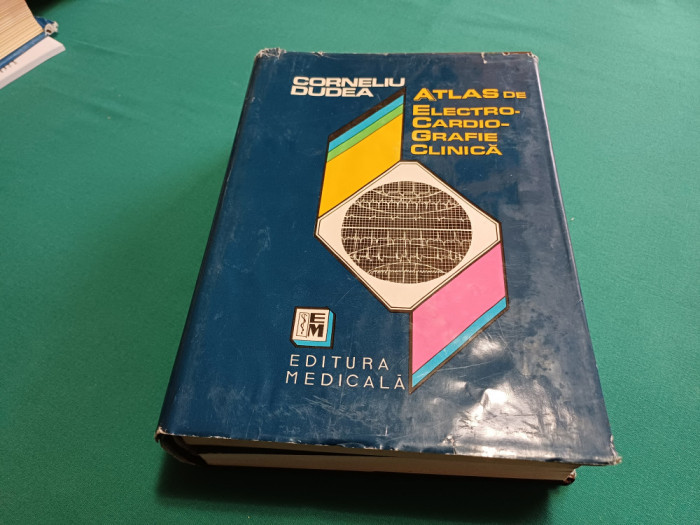 CORNELIU
DUDEA
ATLAS DE
ELECTRO-
CARDIO-
GRAFIE
CLINICĂ
EM
EDITURA
MEDICALĂ